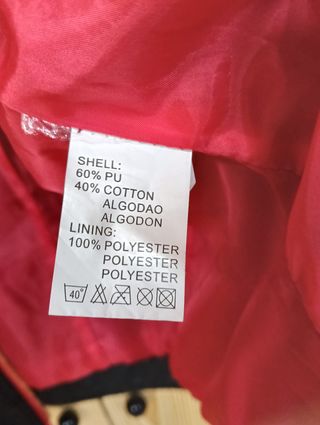 SHELL:
60% PU
40% COTTON
ALGODAO
ALGODON
LINING:
100% POLYESTER
POLYESTER
POLYESTER
40°